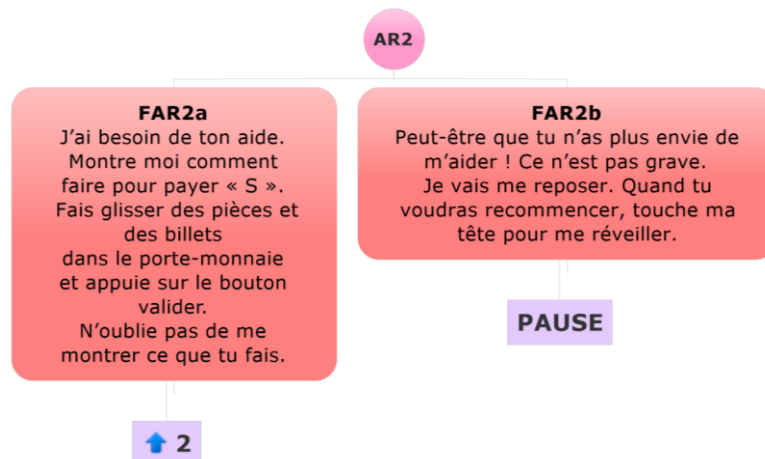 AR2
FAR2a
J'ai besoin de ton aide.
Montre moi comment
faire pour payer « S ».
Fais glisser des pièces et
des billets
dans le porte-monnaie
et appuie sur le bouton
valider.
N'oublie pas de me
montrer ce que tu fais.
2
FAR2b
Peut-être que tu n'as plus envie de
m'aider ! Ce n'est pas grave.
Je vais me reposer. Quand tu
voudras recommencer, touche ma
tête pour me réveiller.
PAUSE